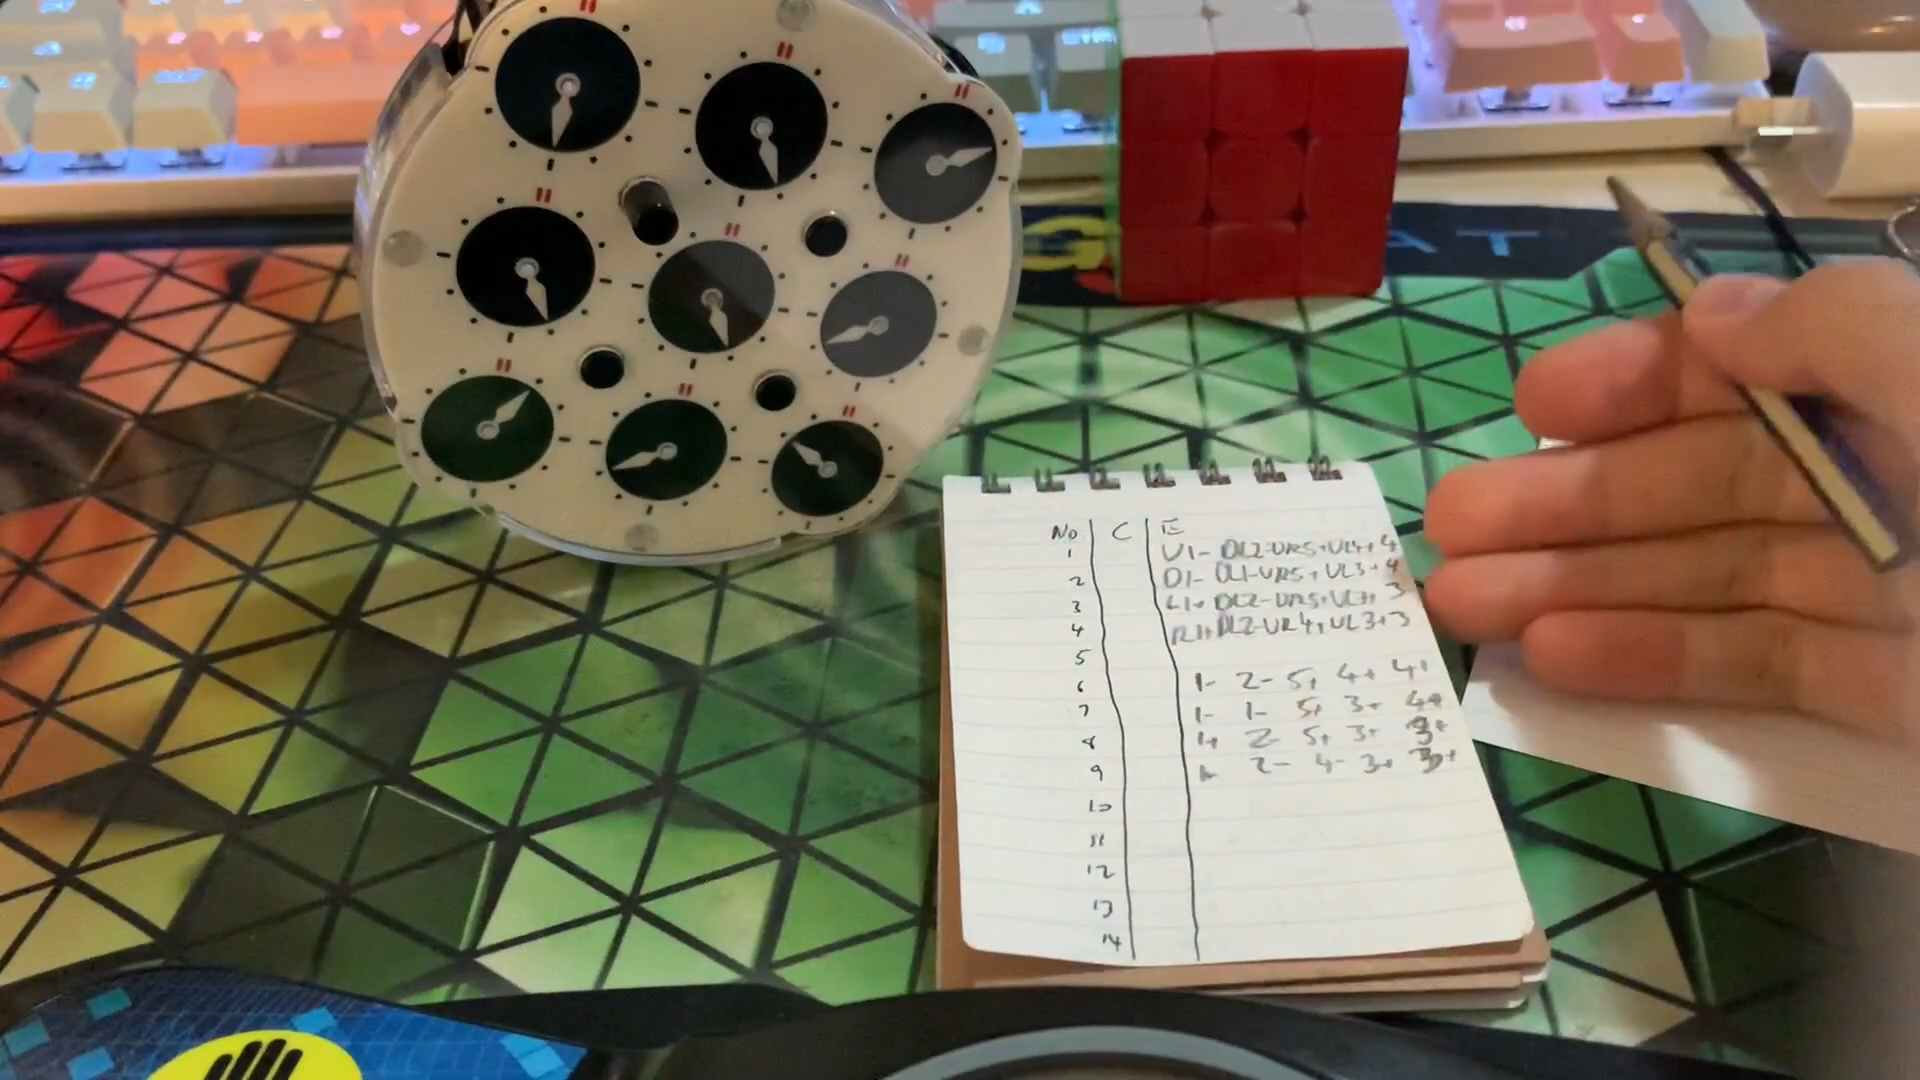 G AT
No C E
1 U1- DL2-UR5+UL4+4
2 D1- DL1-UR5+UL3+4
3 L1+ DL2-UR5+UL3+ 3
4 R1+DL2-UR4+UL3+3
5
6 1- 2- 5+ 4+ 4+
7 1- 1- 5+ 3+ 4+
8 1+ 2- 5+ 3+ 3+
9 2- 4- 3+ 3+
10
11
12
13
14